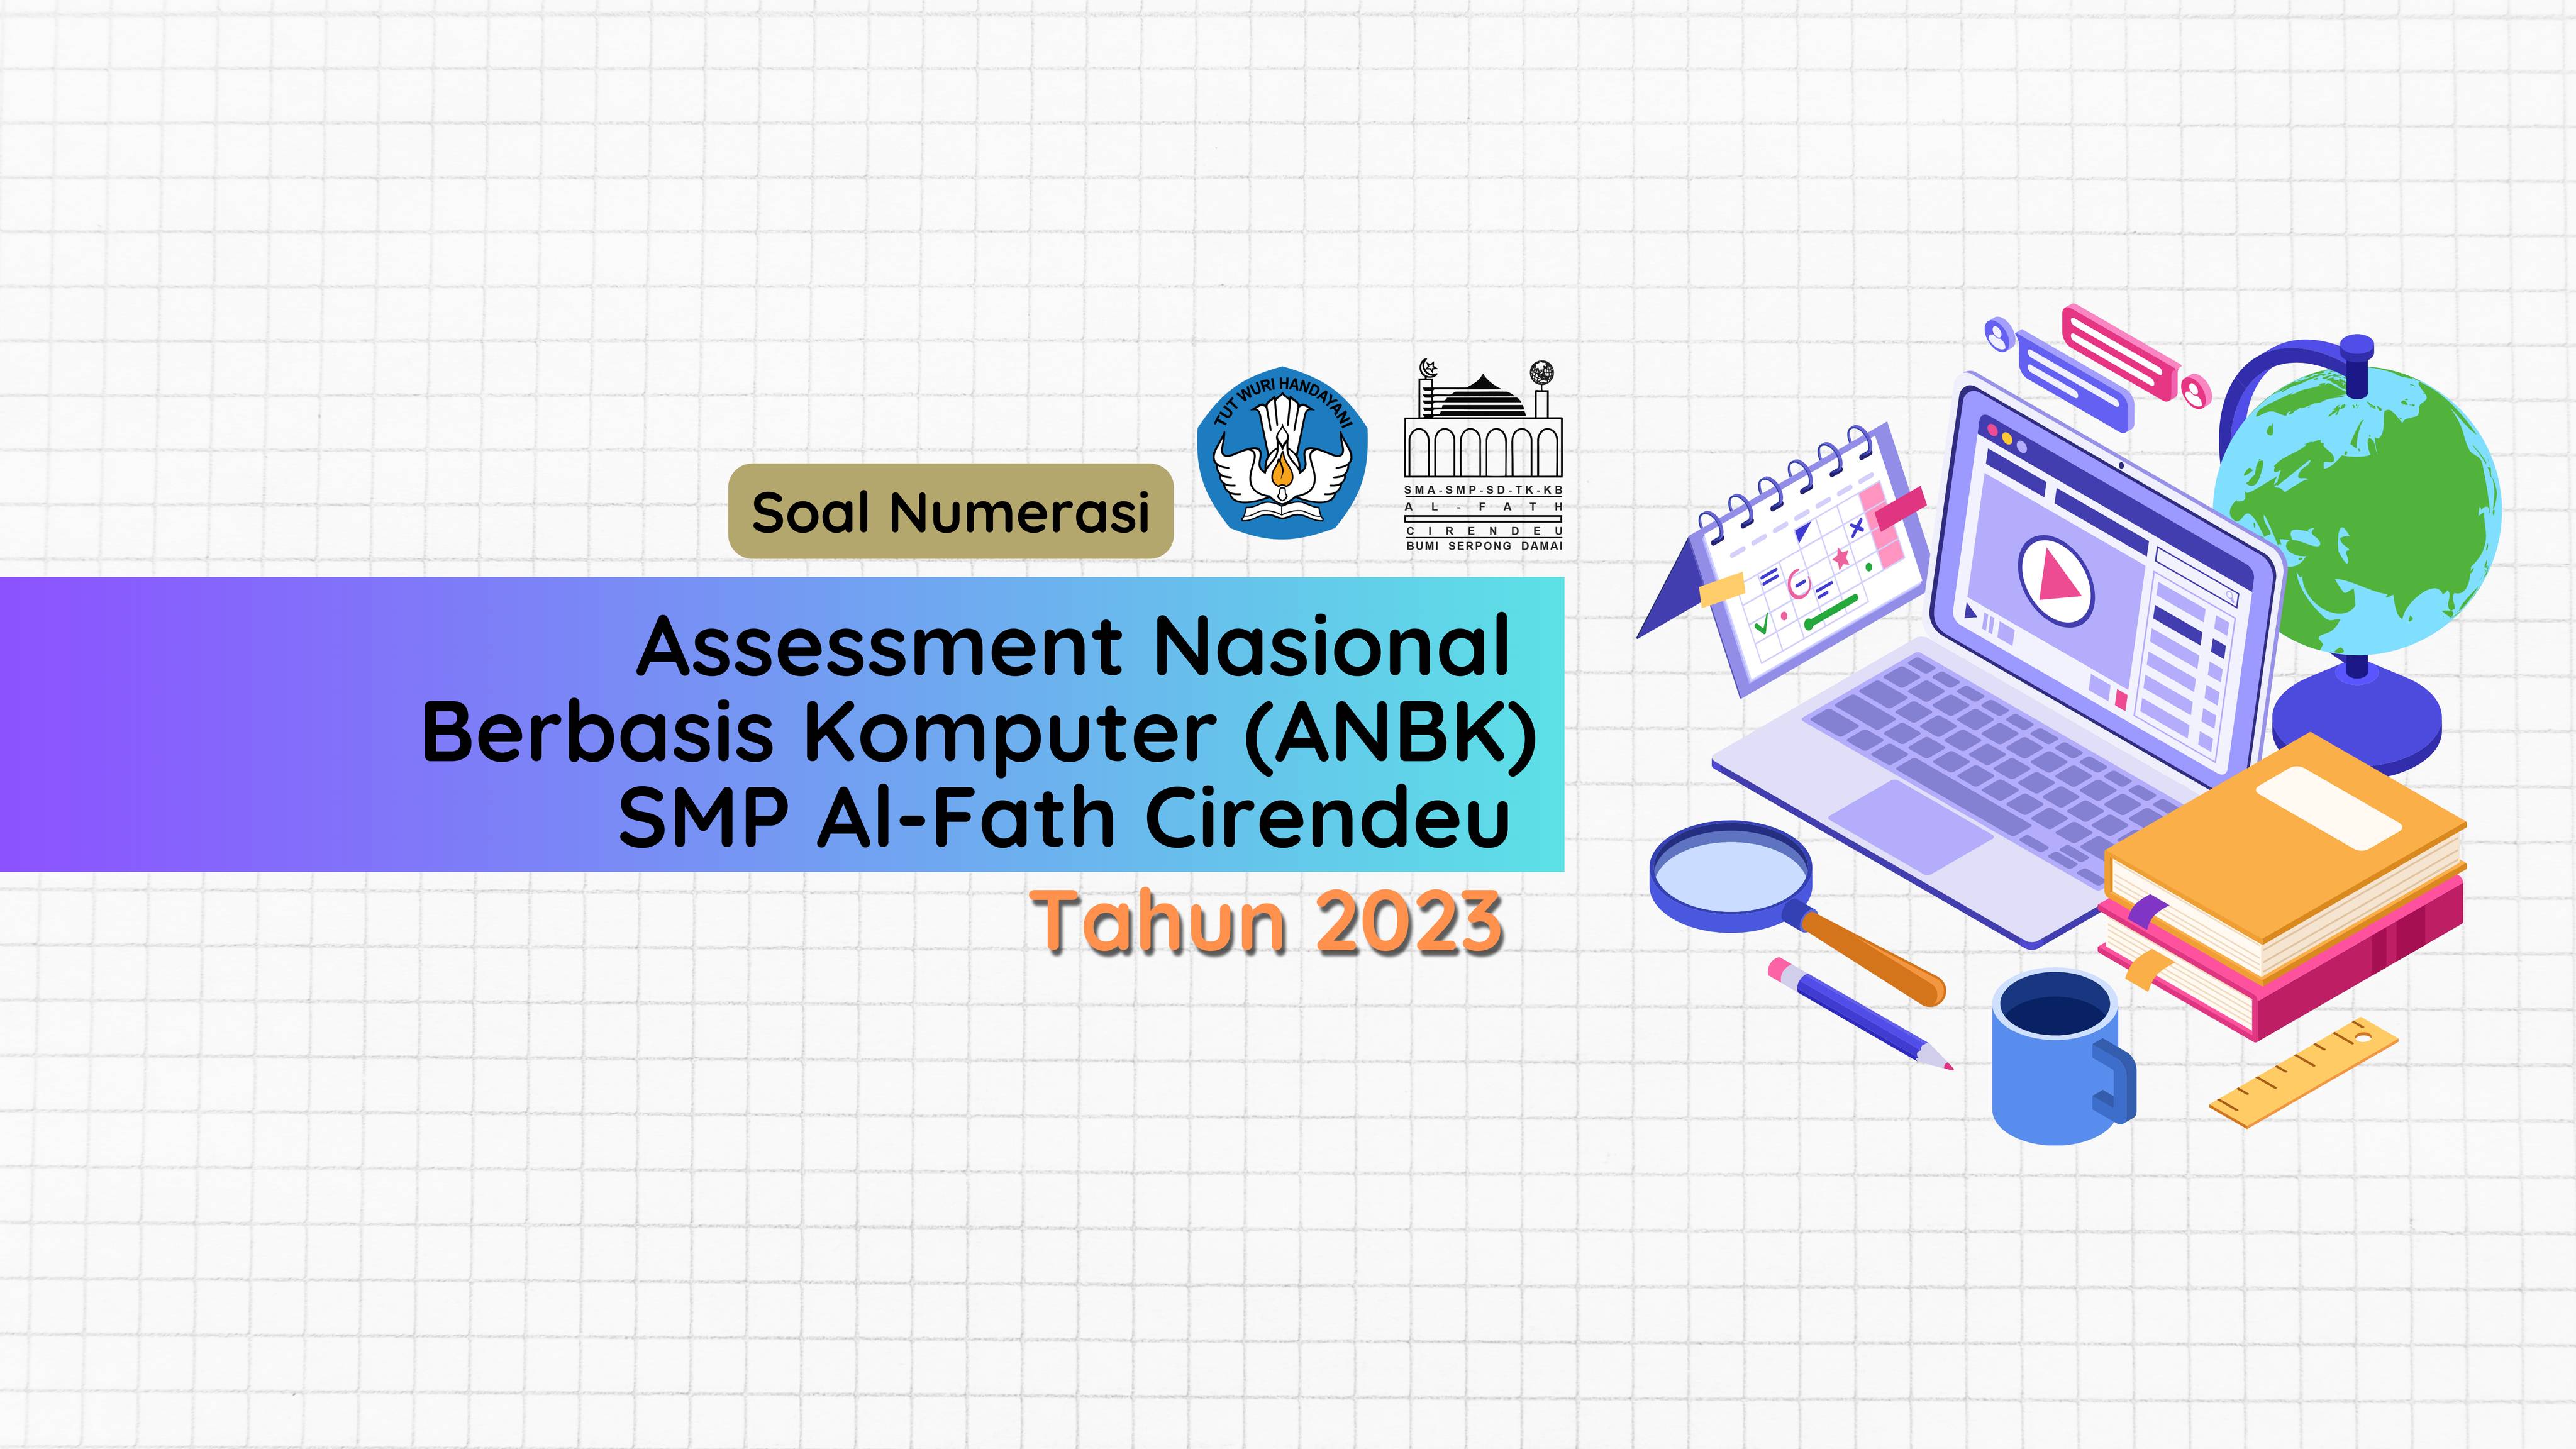 TUT WURI HANDAYANI
SMA-SMP-SD-TK-KB
AL-FATH
CIRENDEU
BUMI SERPONG DAMAI
Soal Numerasi
Assessment Nasional
Berbasis Komputer (ANBK)
SMP Al-Fath Cirendeu
Tahun 2023